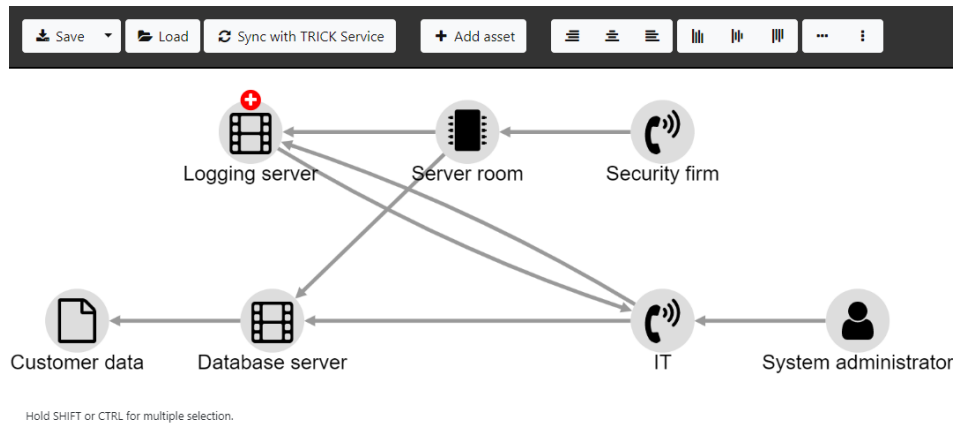 Save Load Sync with TRICK Service Add asset
Logging server Server room Security firm
Customer data Database server IT System administrator
Hold SHIFT or CTRL for multiple selection.